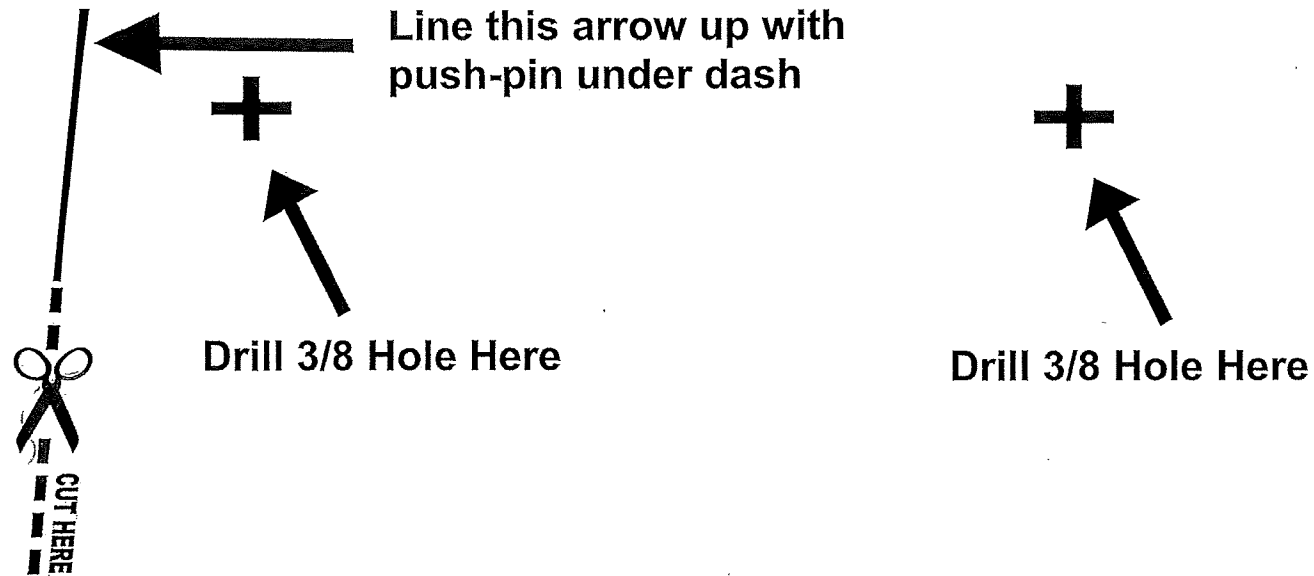 Line this arrow up with
push-pin under dash
Drill 3/8 Hole Here
Drill 3/8 Hole Here
CUT HERE